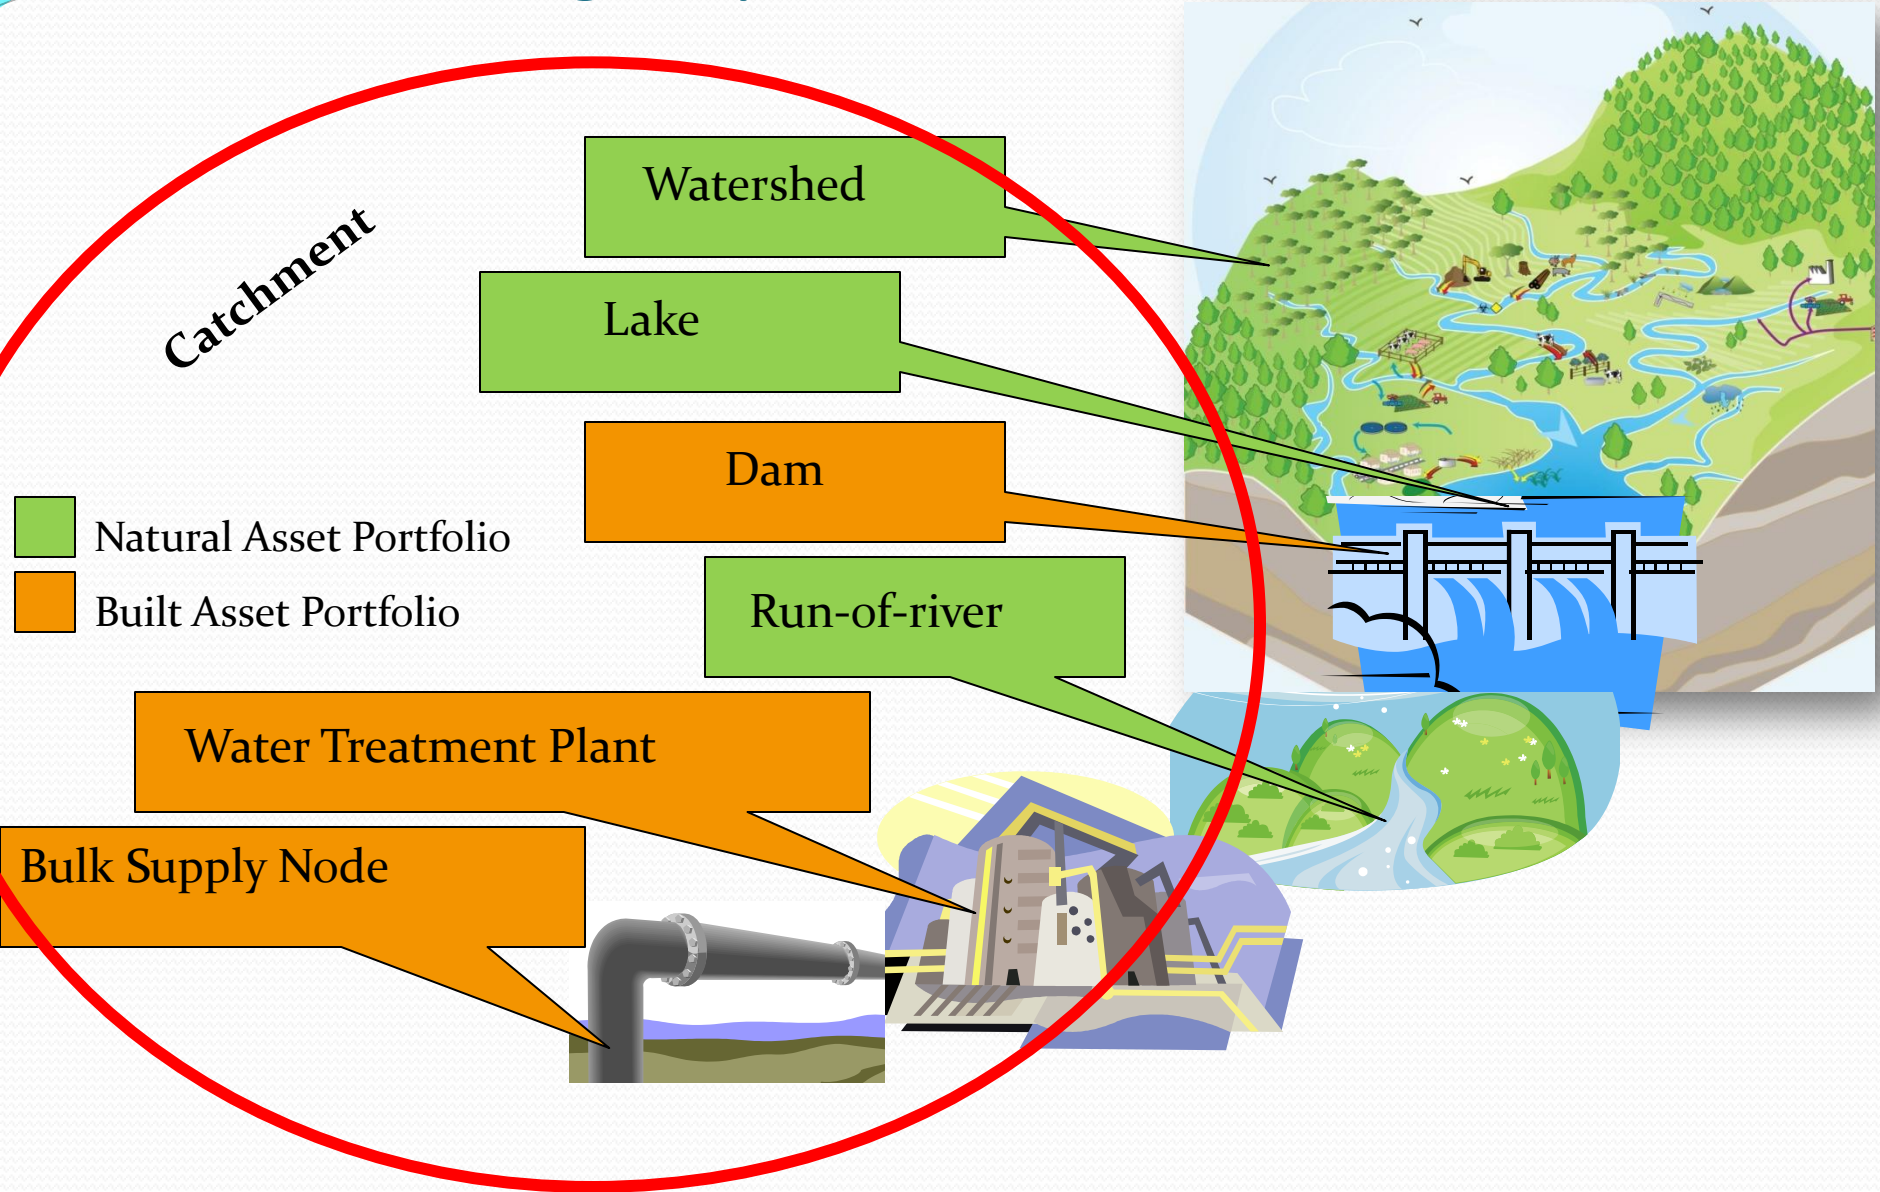 Watershed
Catchment
Lake
Dam
Natural Asset Portfolio
Built Asset Portfolio
Run-of-river
Water Treatment Plant
Bulk Supply Node